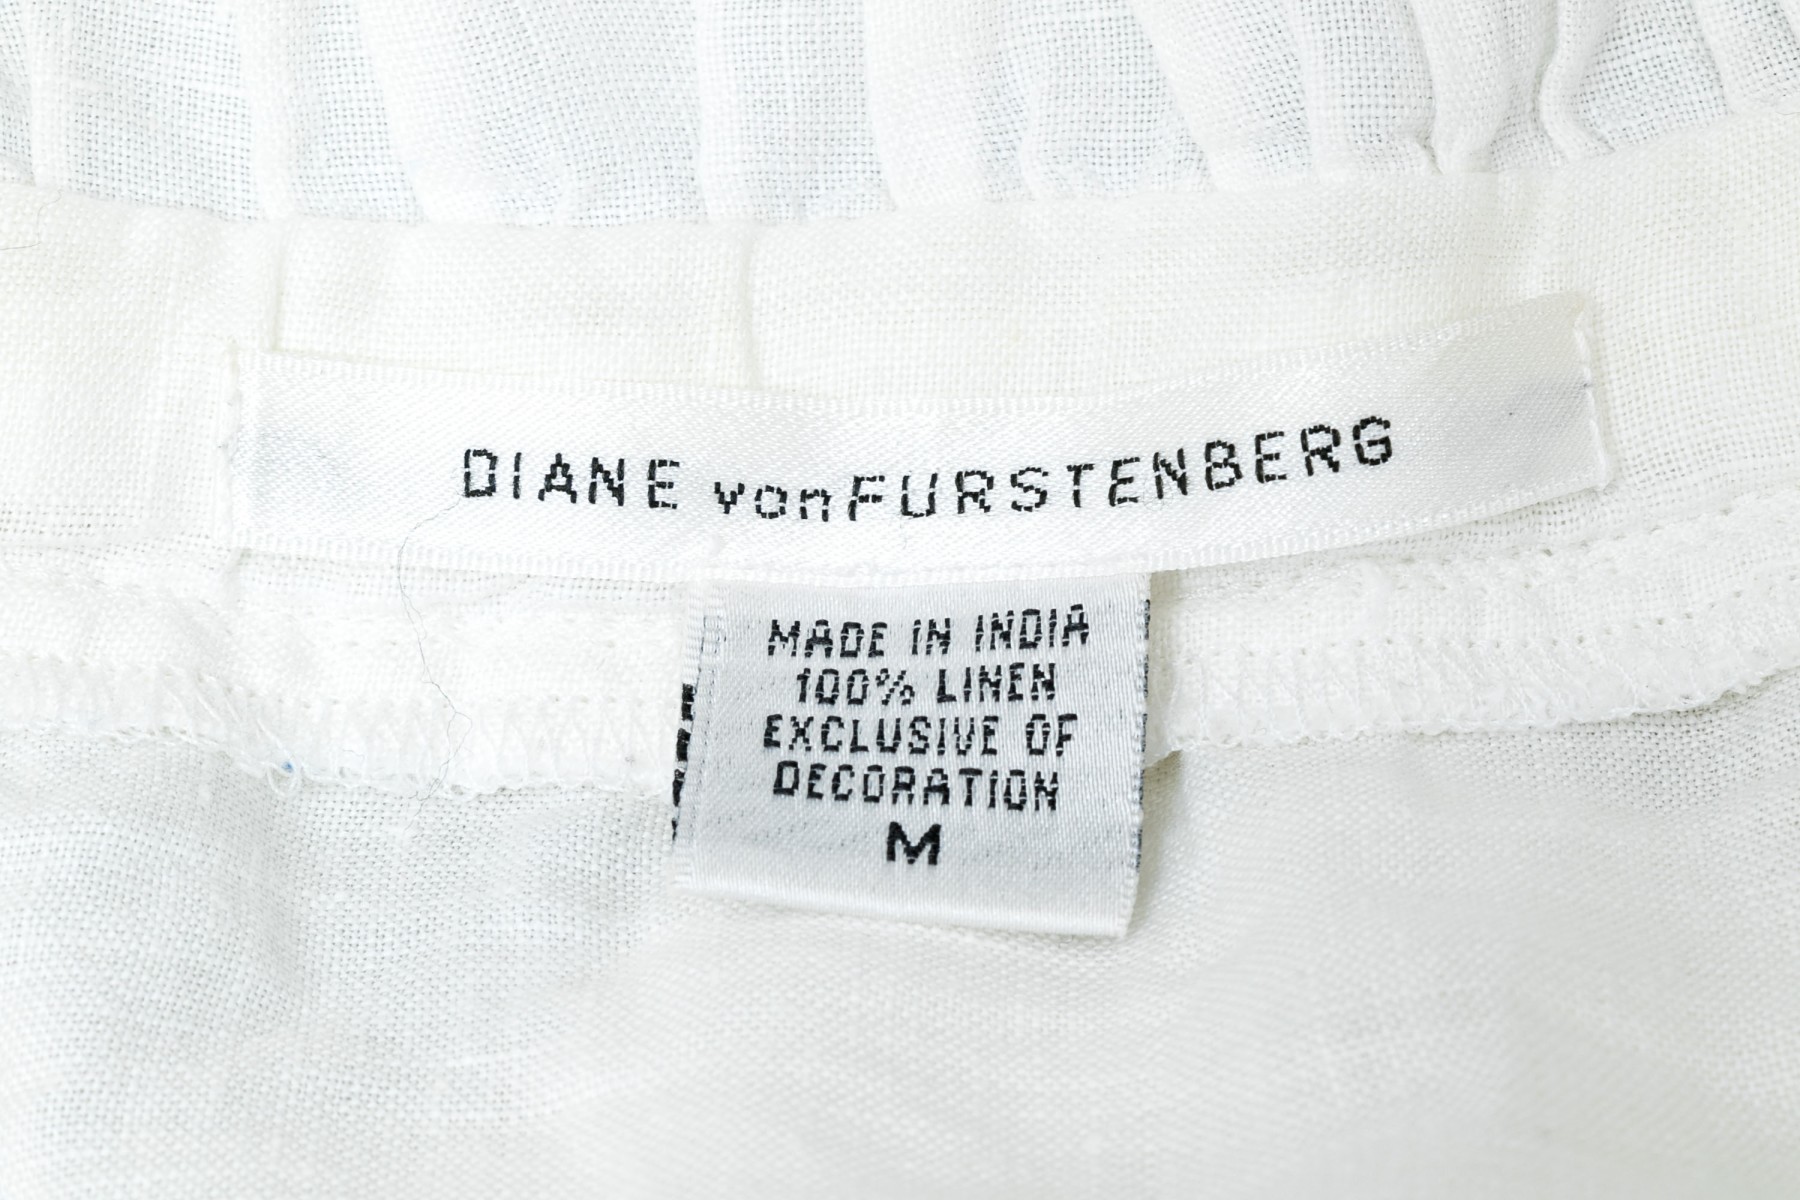 DIANE von FURSTENBERG
MADE IN INDIA
100% LINEN
EXCLUSIVE OF
DECORATION
M